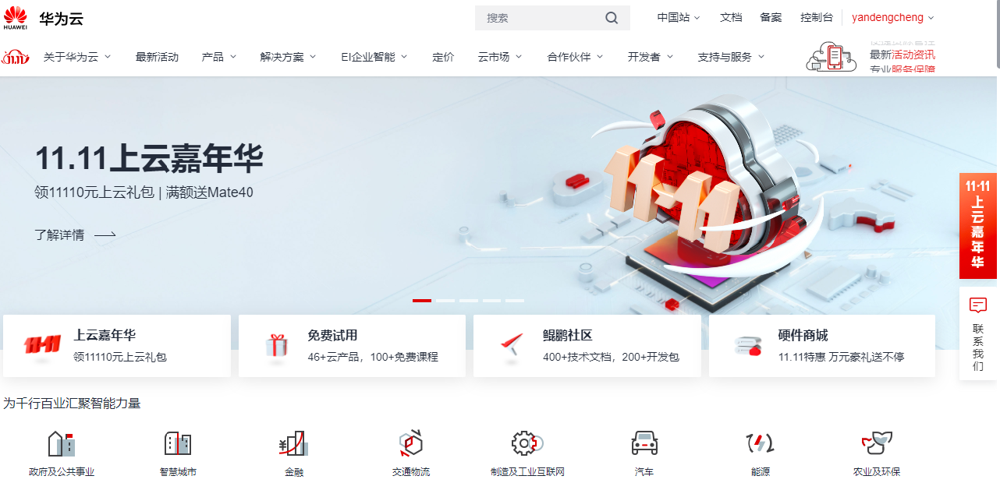 HUAWEI
华为云
搜索
中国站
文档
备案
控制台
yandengcheng
11.11
关于华为云
最新活动
产品
解决方案
EI企业智能
定价
云市场
合作伙伴
开发者
支持与服务
最新活动资讯
专业服务保障
11.11上云嘉年华
领11110元上云礼包 | 满额送Mate40
了解详情
11-11
11·11
上云嘉年华
联系我们
11·11
上云嘉年华
领11110元上云礼包
免费试用
46+云产品，100+免费课程
鲲鹏社区
400+技术文档，200+开发包
硬件商城
11.11特惠 万元豪礼送不停
为千行百业汇聚智能力量
政府及公共事业
智慧城市
金融
交通物流
制造及工业互联网
汽车
能源
农业及环保